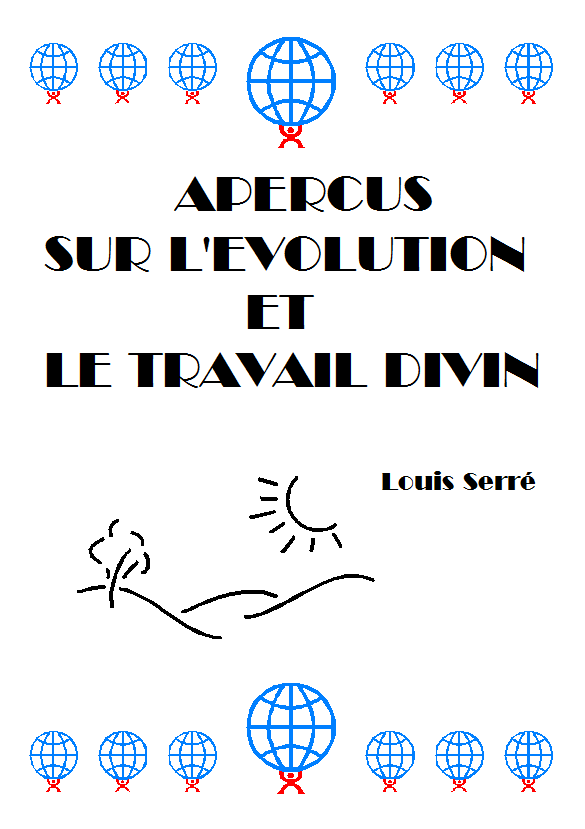 APERCUS
SUR L'EVOLUTION
ET
LE TRAVAIL DIVIN
Louis Serré